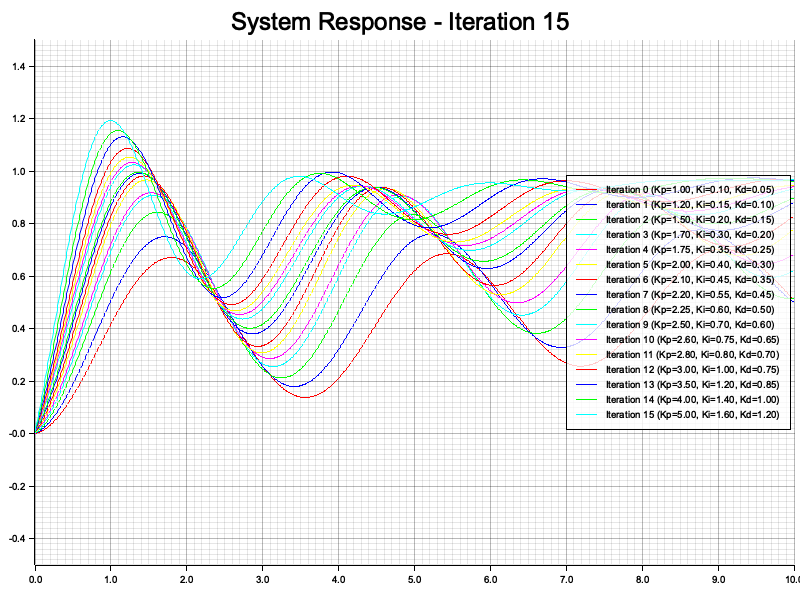 System Response - Iteration 15
1.4
1.2
1.0
0.8
0.6
0.4
0.2
-0.0
-0.2
-0.4
0.0 1.0 2.0 3.0 4.0 5.0 6.0 7.0 8.0 9.0 10.0
Iteration 0 (Kp=1.00, Ki=0.10, Kd=0.05)
Iteration 1 (Kp=1.20, Ki=0.15, Kd=0.10)
Iteration 2 (Kp=1.50, Ki=0.20, Kd=0.15)
Iteration 3 (Kp=1.70, Ki=0.30, Kd=0.20)
Iteration 4 (Kp=1.75, Ki=0.35, Kd=0.25)
Iteration 5 (Kp=2.00, Ki=0.40, Kd=0.30)
Iteration 6 (Kp=2.10, Ki=0.45, Kd=0.35)
Iteration 7 (Kp=2.20, Ki=0.55, Kd=0.45)
Iteration 8 (Kp=2.25, Ki=0.60, Kd=0.50)
Iteration 9 (Kp=2.50, Ki=0.70, Kd=0.60)
Iteration 10 (Kp=2.60, Ki=0.75, Kd=0.65)
Iteration 11 (Kp=2.80, Ki=0.80, Kd=0.70)
Iteration 12 (Kp=3.00, Ki=1.00, Kd=0.75)
Iteration 13 (Kp=3.50, Ki=1.20, Kd=0.85)
Iteration 14 (Kp=4.00, Ki=1.40, Kd=1.00)
Iteration 15 (Kp=5.00, Ki=1.60, Kd=1.20)